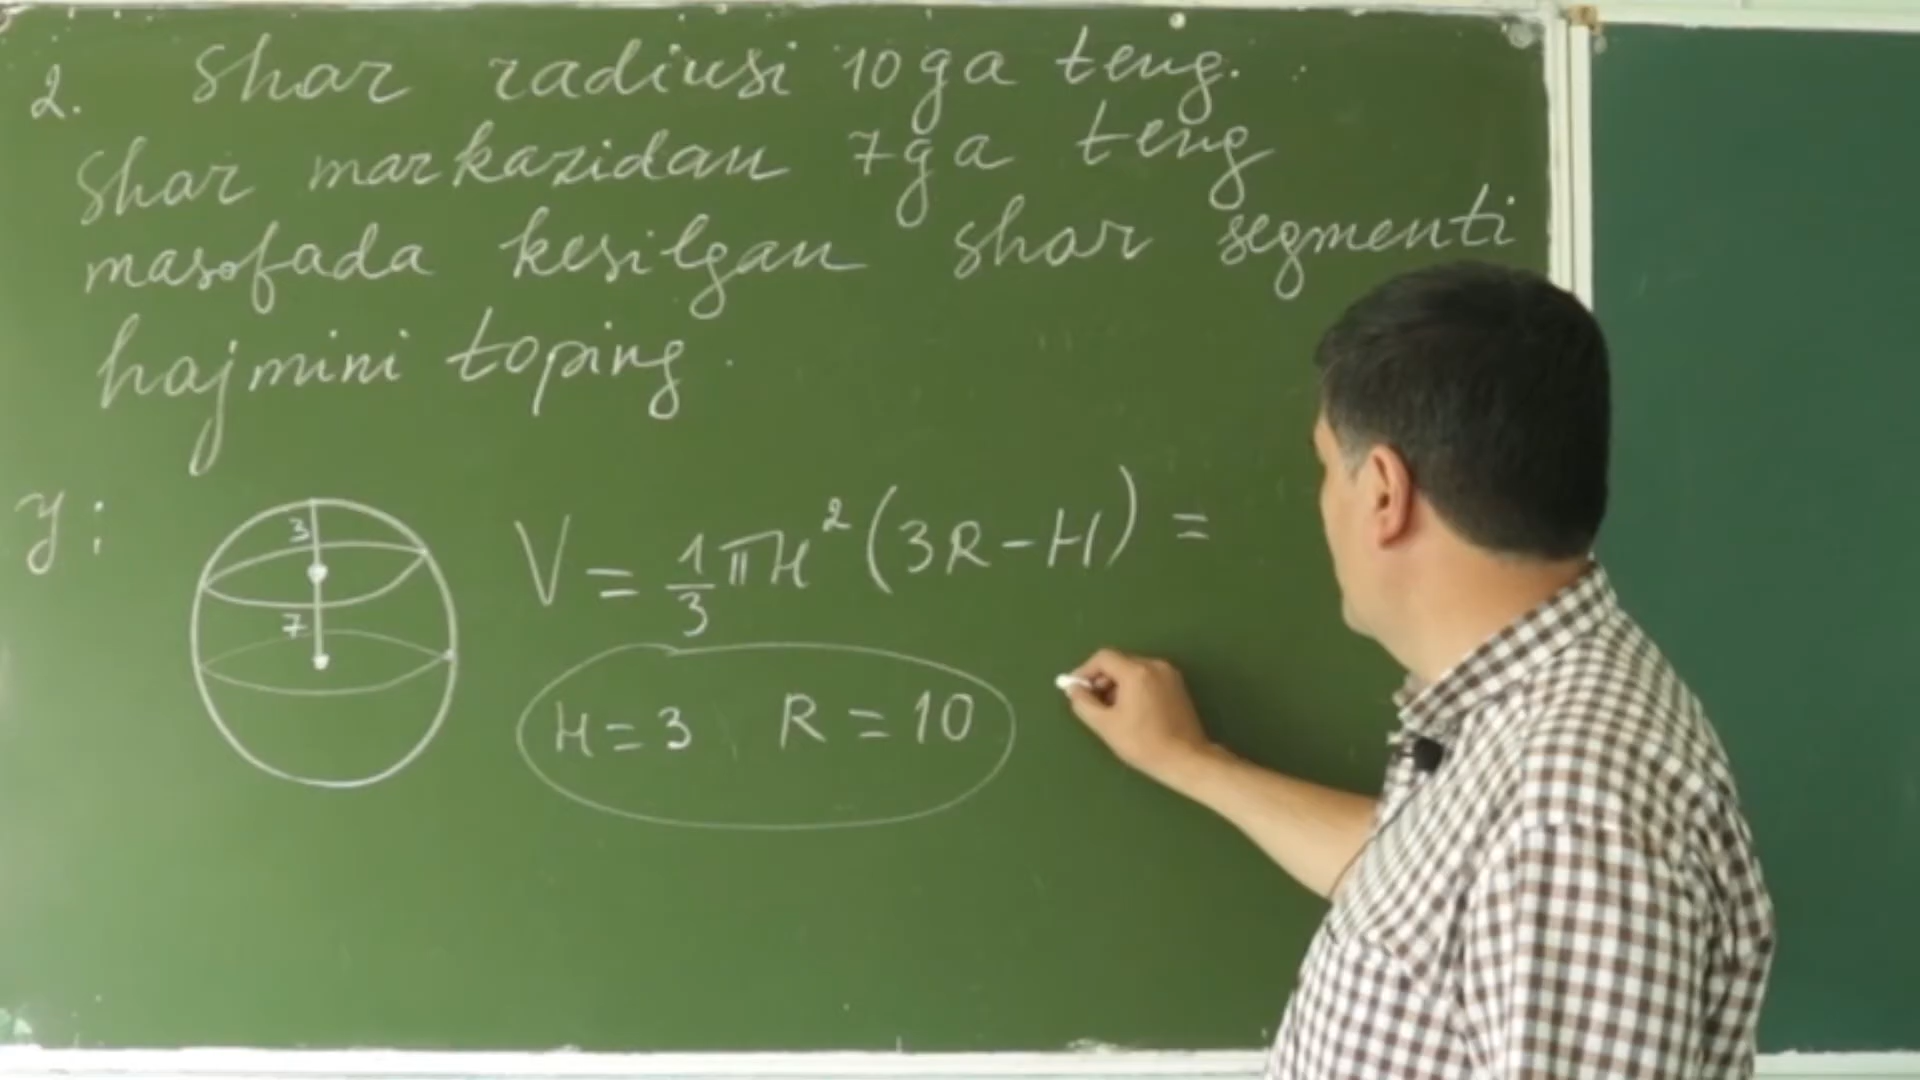 2. Shar radiusi 10ga teng.
Shar markazidan 7ga teng
masofada kesilgan shar segmenti
hajmini toping.
Y:
3
7
V = 1/3 πH²(3R-H) =
H=3 R=10